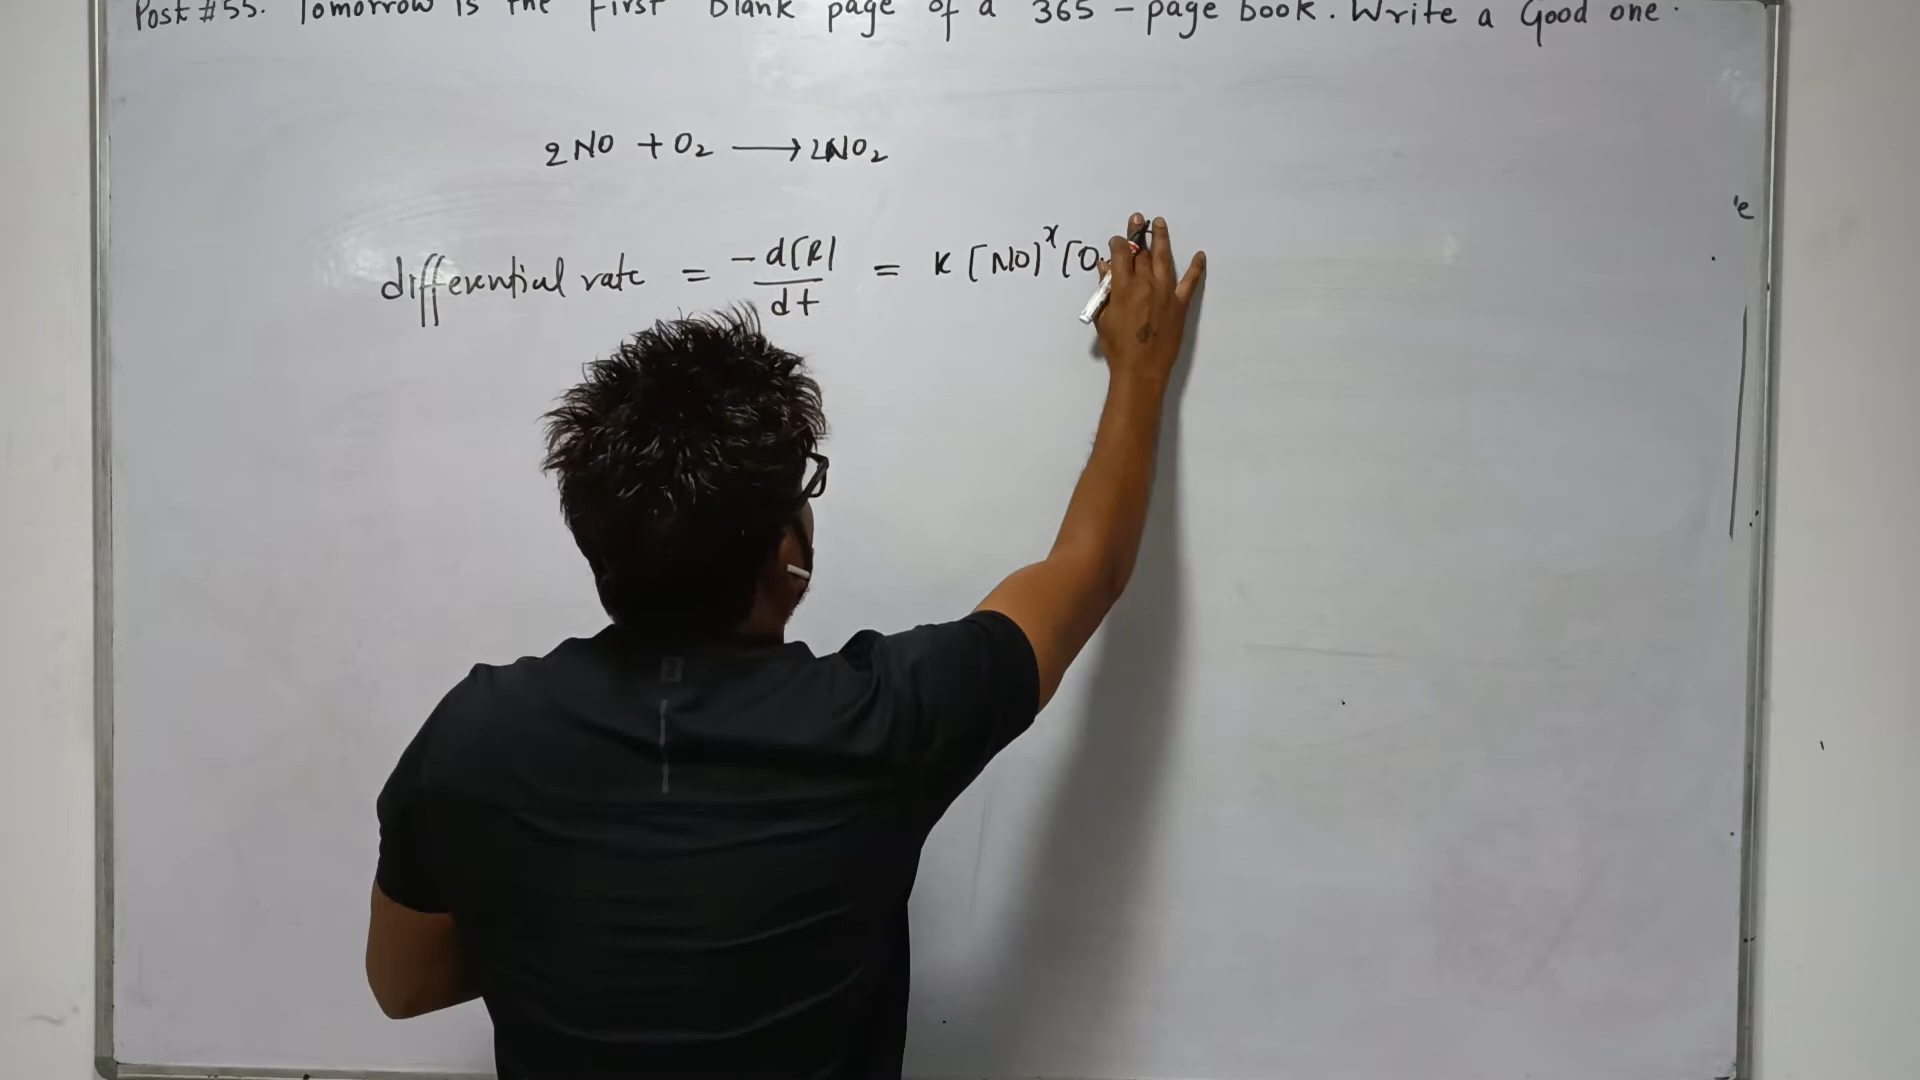 Post #55. Tomorrow is the First blank page of a 365-page book. Write a Good one.
2NO + O₂ ⟶ 2NO₂
differential rate = -d[R]/dt = K [NO]ˣ [O
e